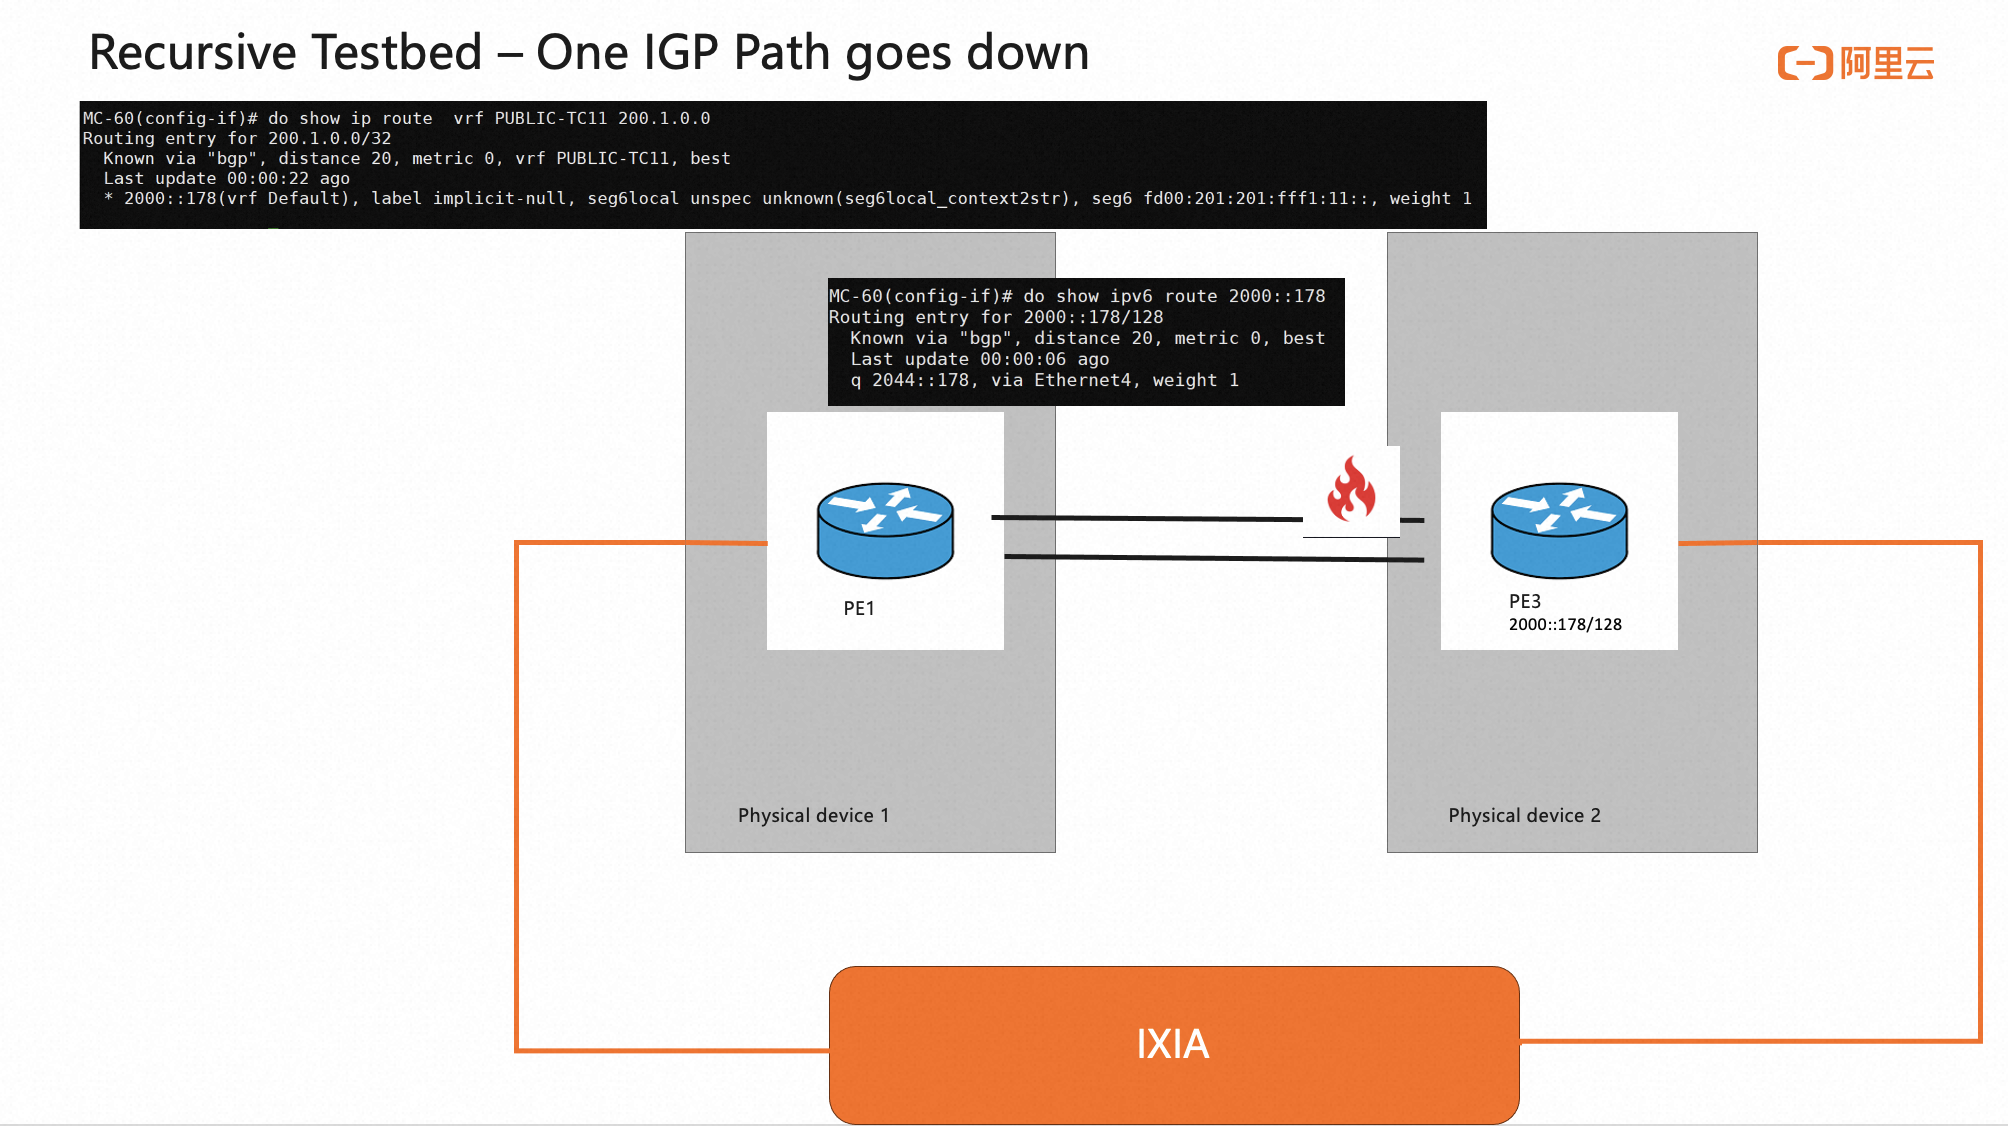 Recursive Testbed – One IGP Path goes down
阿里云
MC-60(config-if)# do show ip route  vrf PUBLIC-TC11 200.1.0.0
Routing entry for 200.1.0.0/32
  Known via "bgp", distance 20, metric 0, vrf PUBLIC-TC11, best
  Last update 00:00:22 ago
  * 2000::178(vrf Default), label implicit-null, seg6local unspec unknown(seg6local_context2str), seg6 fd00:201:201:fff1:11::, weight 1
MC-60(config-if)# do show ipv6 route 2000::178
Routing entry for 2000::178/128
  Known via "bgp", distance 20, metric 0, best
  Last update 00:00:06 ago
  q 2044::178, via Ethernet4, weight 1
PE1
PE3
2000::178/128
Physical device 1
Physical device 2
IXIA